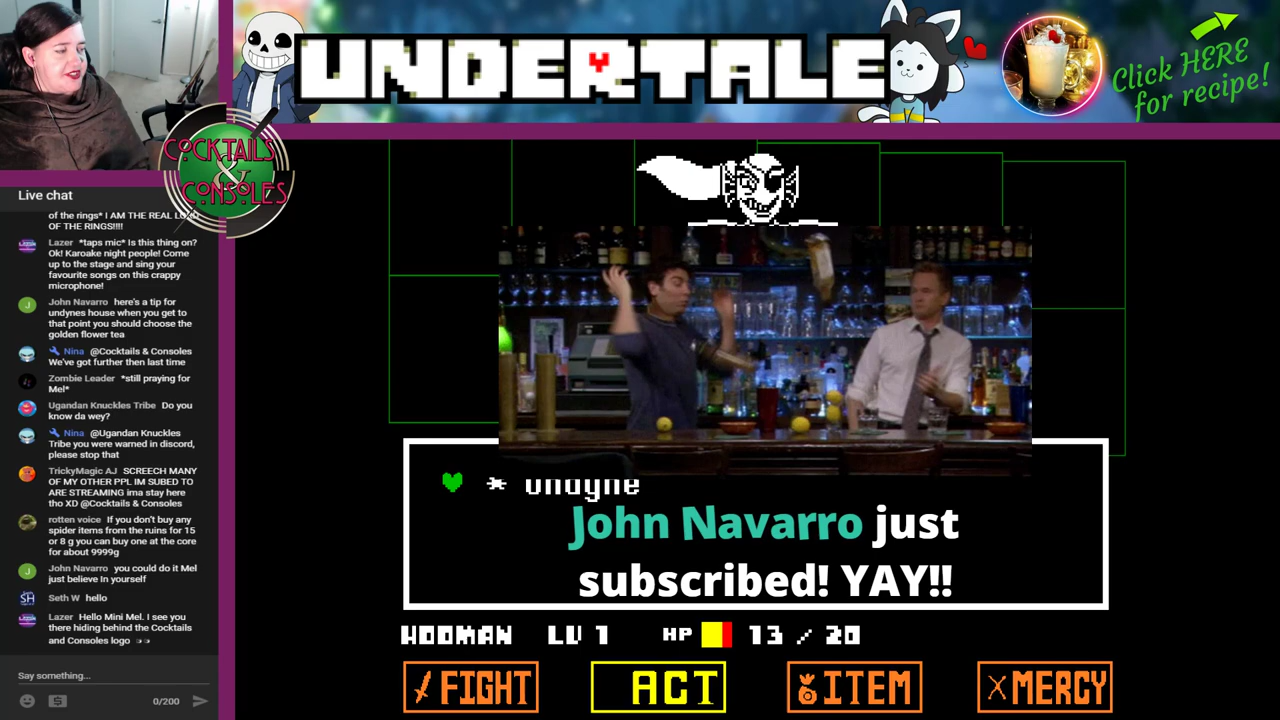 UNDERTALE
Click HERE
for recipe!
COCKTAILS
&
CONSOLES
Live chat
of the rings* I AM THE REAL LORD
OF THE RINGS!!!!
Lazer *taps mic* Is this thing on?
Ok! Karoake night people! Come
up to the stage and sing your
favourite songs on this crappy
microphone!
John Navarro here's a tip for
undynes house when you get to
that point you should choose the
golden flower tea
Nina @Cocktails & Consoles
We've got further then last time
Zombie Leader *still praying for
Mel*
Ugandan Knuckles Tribe Do you
know da wey?
Nina @Ugandan Knuckles
Tribe you were warned in discord,
please stop that
TrickyMagic AJ SCREECH MANY
OF MY OTHER PPL IM SUBED TO
ARE STREAMING ima stay here
tho XD @Cocktails & Consoles
rotten voice If you don't buy any
spider items from the ruins for 15
or 8 g you can buy one at the core
for about 9999g
John Navarro you could do it Mel
just believe In yourself
Seth W hello
Lazer Hello Mini Mel. I see you
there hiding behind the Cocktails
and Consoles logo
Say something...
0/200
* Undyne
John Navarro just
subscribed! YAY!!
WOOMAN LV 1 HP 13 / 20
FIGHT ACT ITEM MERCY